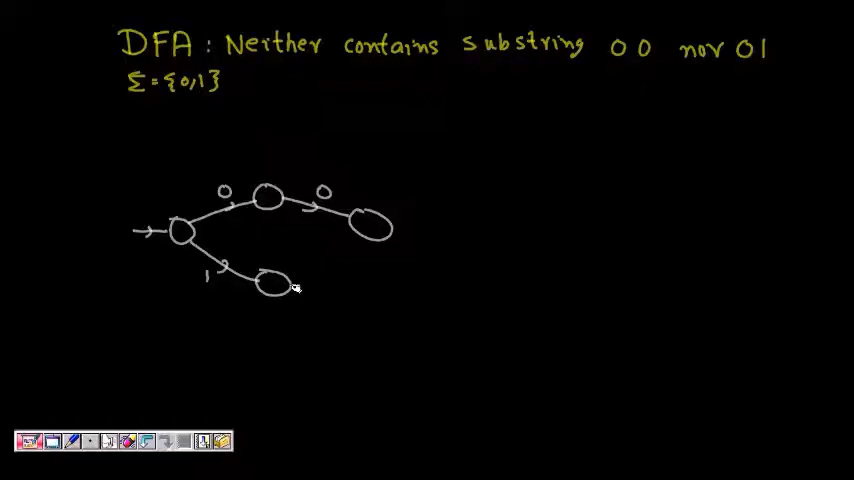 DFA : Neither contains substring 00 nor 01
Σ = {0,1}
0 0
1